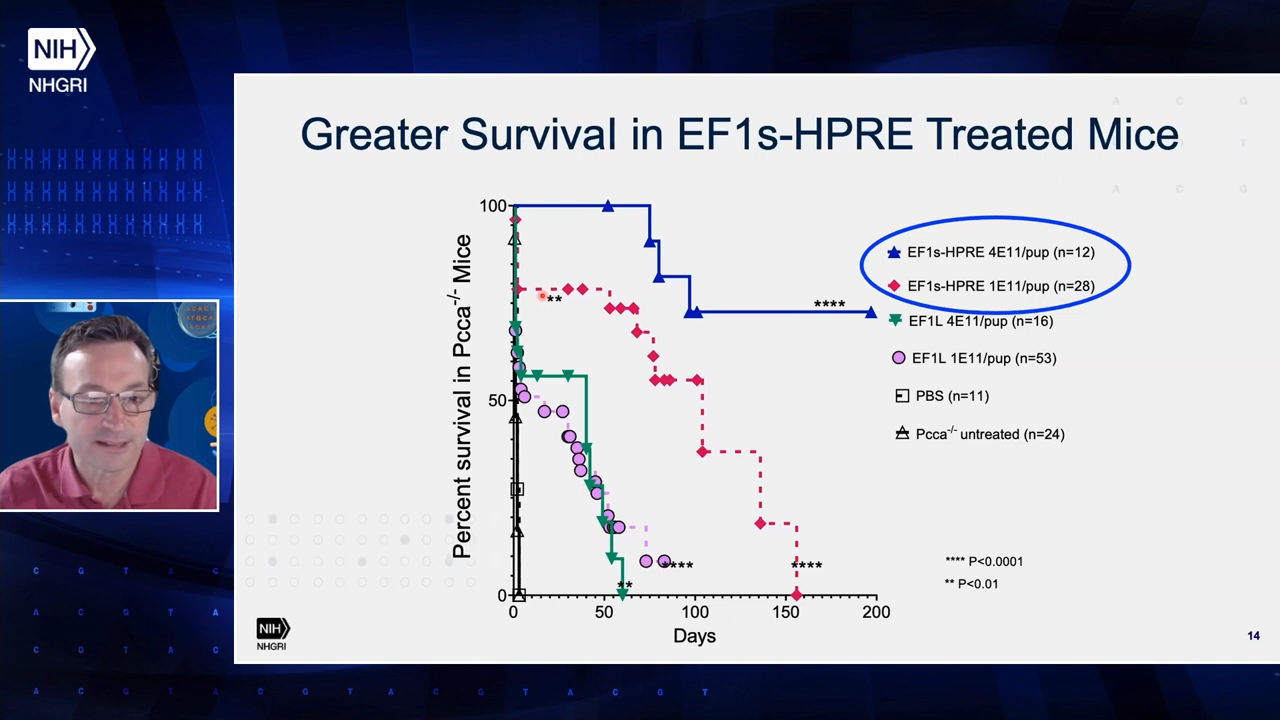 NIH
NHGRI
Greater Survival in EF1s-HPRE Treated Mice
Percent survival in Pcca-/- Mice
100
50
0
0
50
100
150
200
Days
**
****
****
****
**
EF1s-HPRE 4E11/pup (n=12)
EF1s-HPRE 1E11/pup (n=28)
EF1L 4E11/pup (n=16)
EF1L 1E11/pup (n=53)
PBS (n=11)
Pcca-/- untreated (n=24)
**** P<0.0001
** P<0.01
NIH
NHGRI
14
A C G
T
A C G
C G T A C
A C G T A
C G T A C
A C G T A C G T A C G T A C G T